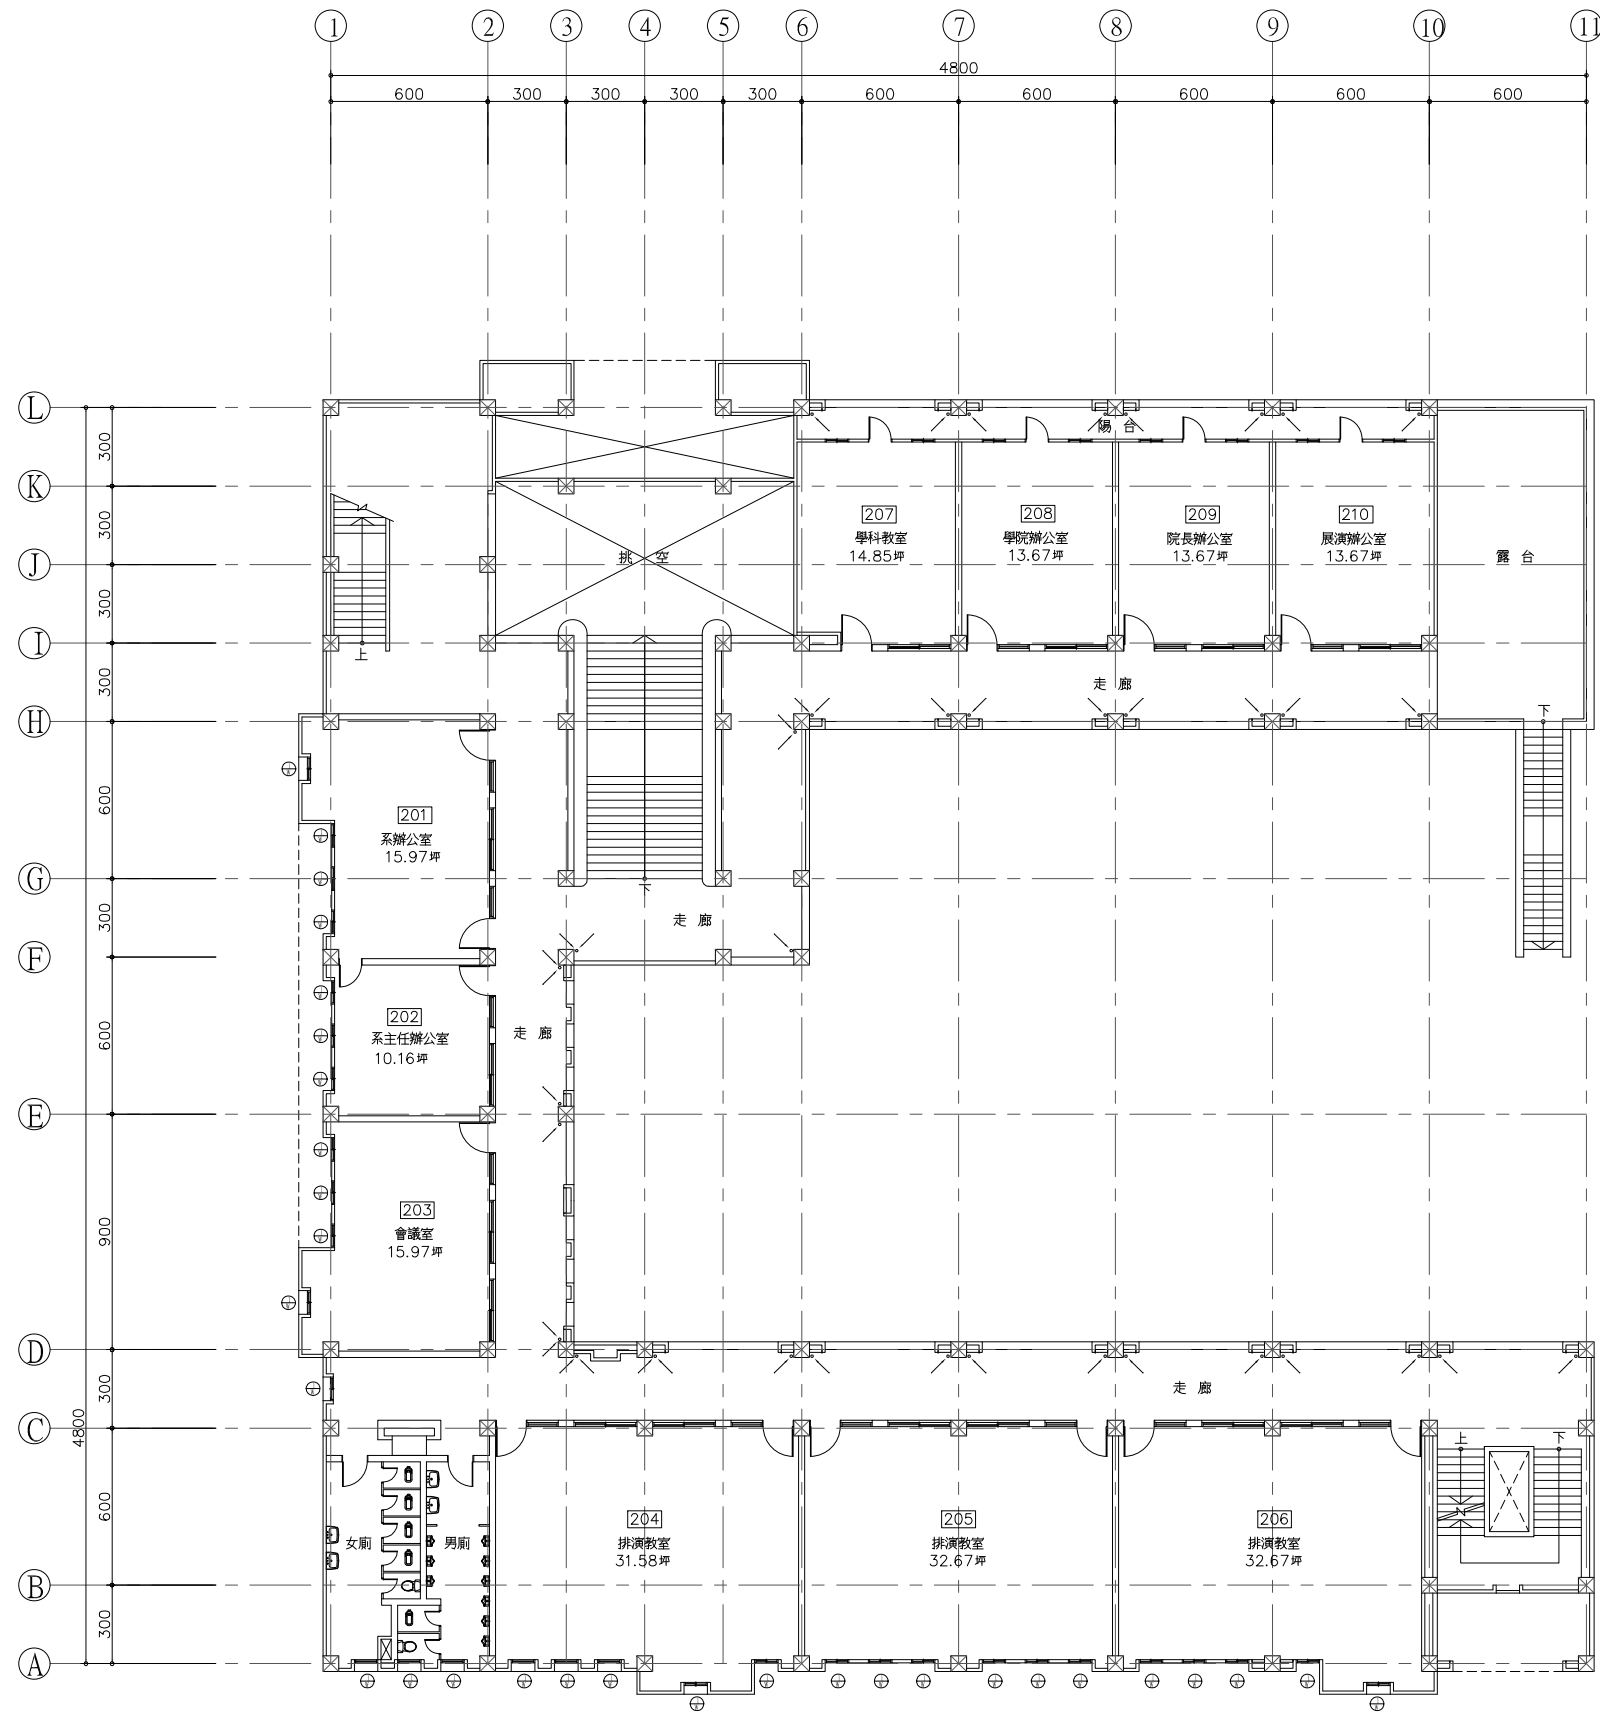 1 2 3 4 5 6 7 8 9 10 11
4800
600 300 300 300 300 600 600 600 600 600
L
K
J
I
H
G
F
E
D
C
B
A
300
300
300
300
600
300
600
900
300
600
300
4800
陽 台
207
學科教室
14.85坪
208
學院辦公室
13.67坪
209
院長辦公室
13.67坪
210
展演辦公室
13.67坪
挑 空
露 台
上
走 廊
下
201
系辦公室
15.97坪
下
走 廊
202
系主任辦公室
10.16坪
走 廊
203
會議室
15.97坪
走 廊
上
下
女廁
男廁
204
排演教室
31.58坪
205
排演教室
32.67坪
206
排演教室
32.67坪